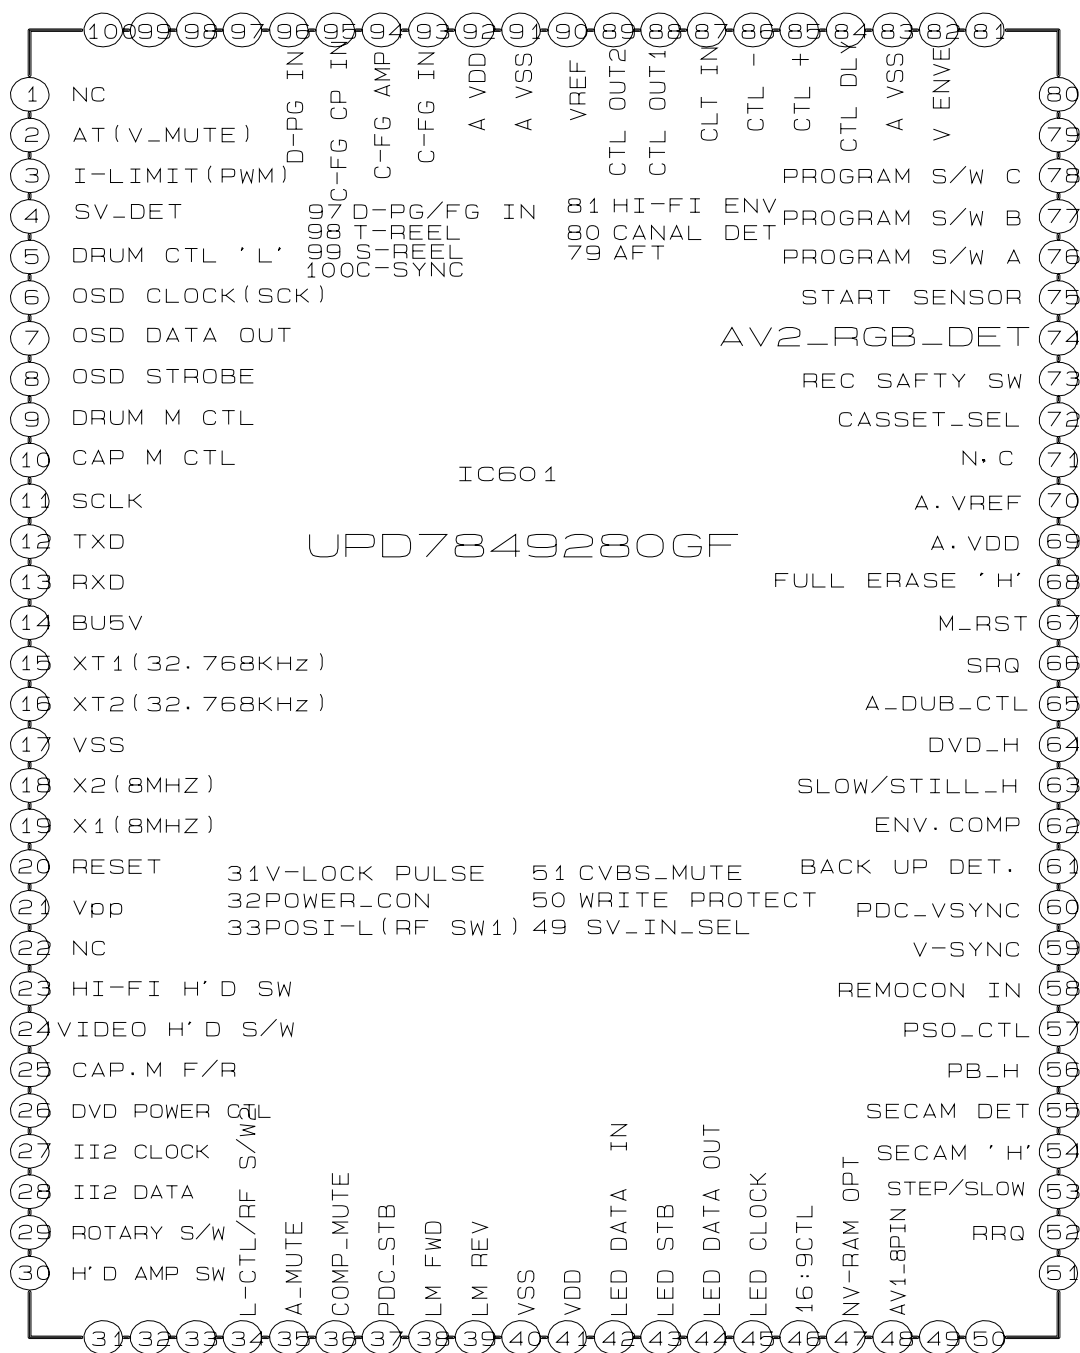 100 99 98 97 96 95 94 93 92 91 90 89 88 87 86 85 84 83 82 81
D-PG IN
C-FG CP IN
C-FG AMP
C-FG IN
A VDD
A VSS
VREF
CTL OUT2
CTL OUT1
CLT IN
CTL -
CTL +
CTL DLY
A VSS
V ENVE
1 NC
2 AT(V_MUTE)
3 I-LIMIT(PWM)
4 SV_DET
5 DRUM CTL 'L'
6 OSD CLOCK(SCK)
7 OSD DATA OUT
8 OSD STROBE
9 DRUM M CTL
10 CAP M CTL
11 SCLK
12 TXD
13 RXD
14 BU5V
15 XT1(32.768KHz)
16 XT2(32.768KHz)
17 VSS
18 X2(8MHZ)
19 X1(8MHZ)
20 RESET
21 Vpp
22 NC
23 HI-FI H'D SW
24 VIDEO H'D S/W
25 CAP.M F/R
26 DVD POWER CTL
27 II2 CLOCK
28 II2 DATA
29 ROTARY S/W
30 H'D AMP SW
97 D-PG/FG IN
98 T-REEL
99 S-REEL
100C-SYNC
81 HI-FI ENV
80 CANAL DET
79 AFT
IC601
UPD7849280GF
31V-LOCK PULSE
32POWER_CON
33POSI-L(RF SW1)
51 CVBS_MUTE
50 WRITE PROTECT
49 SV_IN_SEL
80
79
PROGRAM S/W C 78
PROGRAM S/W B 77
PROGRAM S/W A 76
START SENSOR 75
AV2_RGB_DET 74
REC SAFTY SW 73
CASSET_SEL 72
N.C 71
A.VREF 70
A.VDD 69
FULL ERASE 'H' 68
M_RST 67
SRQ 66
A_DUB_CTL 65
DVD_H 64
SLOW/STILL_H 63
ENV.COMP 62
BACK UP DET. 61
PDC_VSYNC 60
V-SYNC 59
REMOCON IN 58
PSO_CTL 57
PB_H 56
SECAM DET 55
SECAM 'H' 54
STEP/SLOW 53
RRQ 52
51
L-CTL/RF S/W2
A_MUTE
COMP_MUTE
PDC_STB
LM FWD
LM REV
VSS
VDD
LED DATA IN
LED STB
LED DATA OUT
LED CLOCK
16:9CTL
NV-RAM OPT
AV1_8PIN
31 32 33 34 35 36 37 38 39 40 41 42 43 44 45 46 47 48 49 50